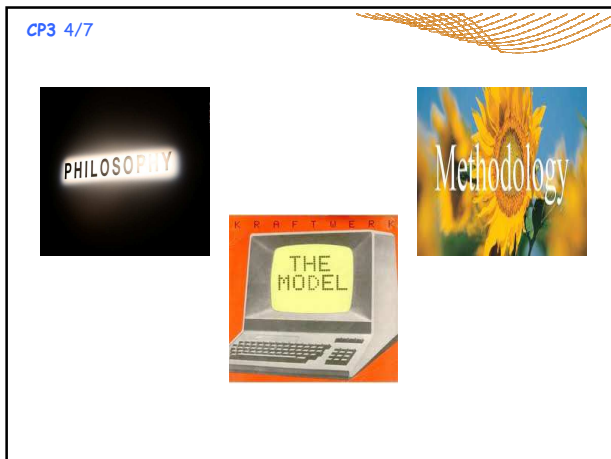 CP3 4/7
PHILOSOPHY
Methodology
KRAFTWERK
THE
MODEL